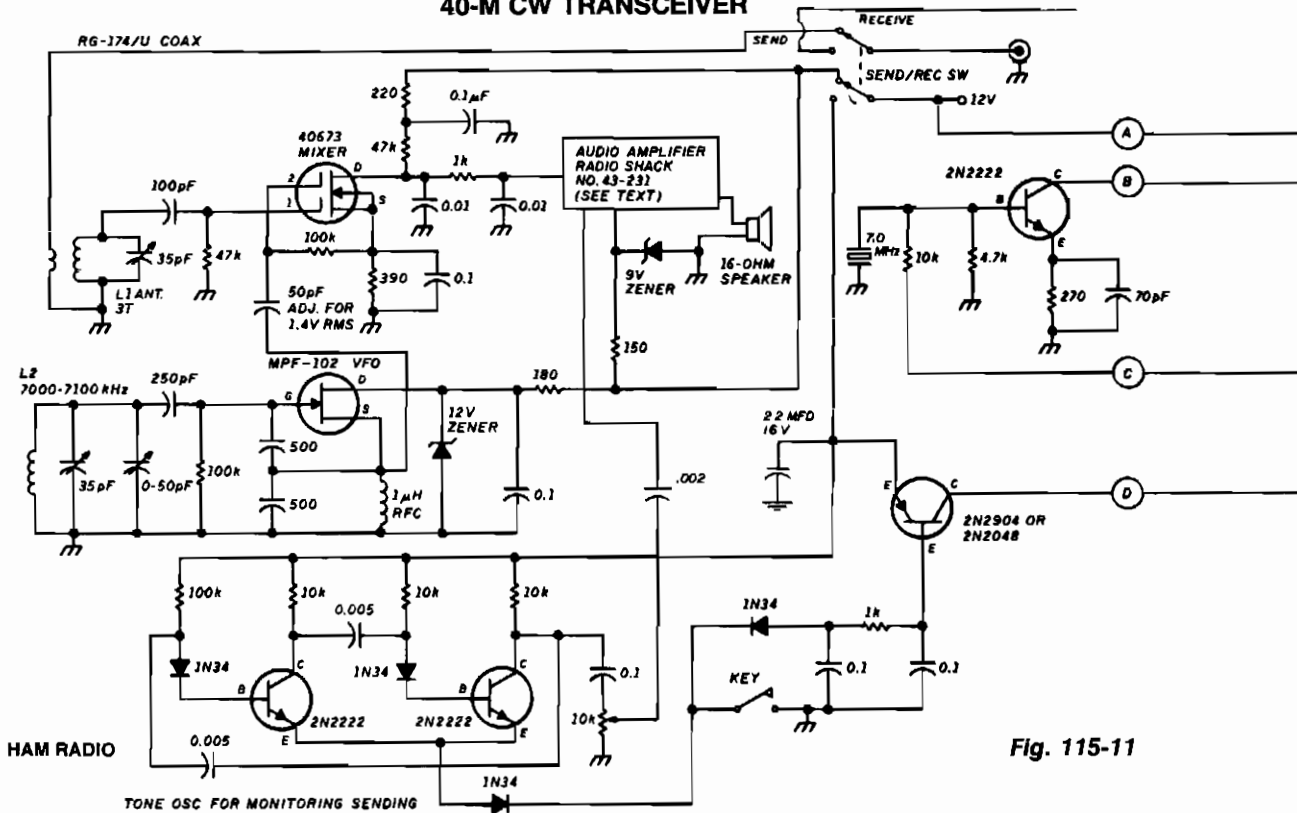 40-M CW TRANSCEIVER
RG-174/U COAX
SEND
RECEIVE
SEND/REC SW
12V
A
220
0.1µF
40673
MIXER
47k
D
1k
2
1
S
0.01
0.01
AUDIO AMPLIFIER
RADIO SHACK
NO. 43-231
(SEE TEXT)
2N2222
C
B
E
B
100pF
35pF
47k
100k
390
0.1
L1 ANT.
3T
50pF
ADJ. FOR
1.4V RMS
9V
ZENER
16-OHM
SPEAKER
7.0
MHz
10k
4.7k
270
70pF
150
MPF-102 VFO
L2
7000-7100 kHz
250pF
G
D
S
180
C
35pF
0-50pF
100k
500
500
1µH
RFC
12V
ZENER
0.1
.002
22 MFD
16V
E
C
D
2N2904 OR
2N2048
E
100k
10k
10k
10k
0.005
1N34
1N34
C
B
E
2N2222
C
B
E
2N2222
0.1
10k
1N34
1k
0.1
0.1
KEY
0.005
HAM RADIO
1N34
TONE OSC FOR MONITORING SENDING
Fig. 115-11